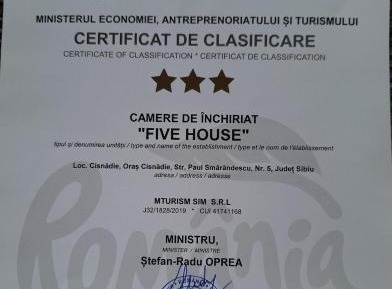 MINISTERUL ECONOMIEI, ANTREPRENORIATULUI ȘI TURISMULUI
CERTIFICAT DE CLASIFICARE
CERTIFICATE OF CLASSIFICATION * CERTIFICAT DE CLASSIFICATION
CAMERE DE ÎNCHIRIAT
"FIVE HOUSE"
tipul și denumirea unității / type and name of the establishment / type et le nom de l'établissement
Loc. Cisnădie, Oraș Cisnădie, Str. Paul Smărăndescu, Nr. 5, Județ Sibiu
adresa / address / adresse
MTURISM SIM S.R.L
J32/1828/2019 * CUI 41741168
România
MINISTRU,
MINISTER / MINISTRE
Ștefan-Radu OPREA